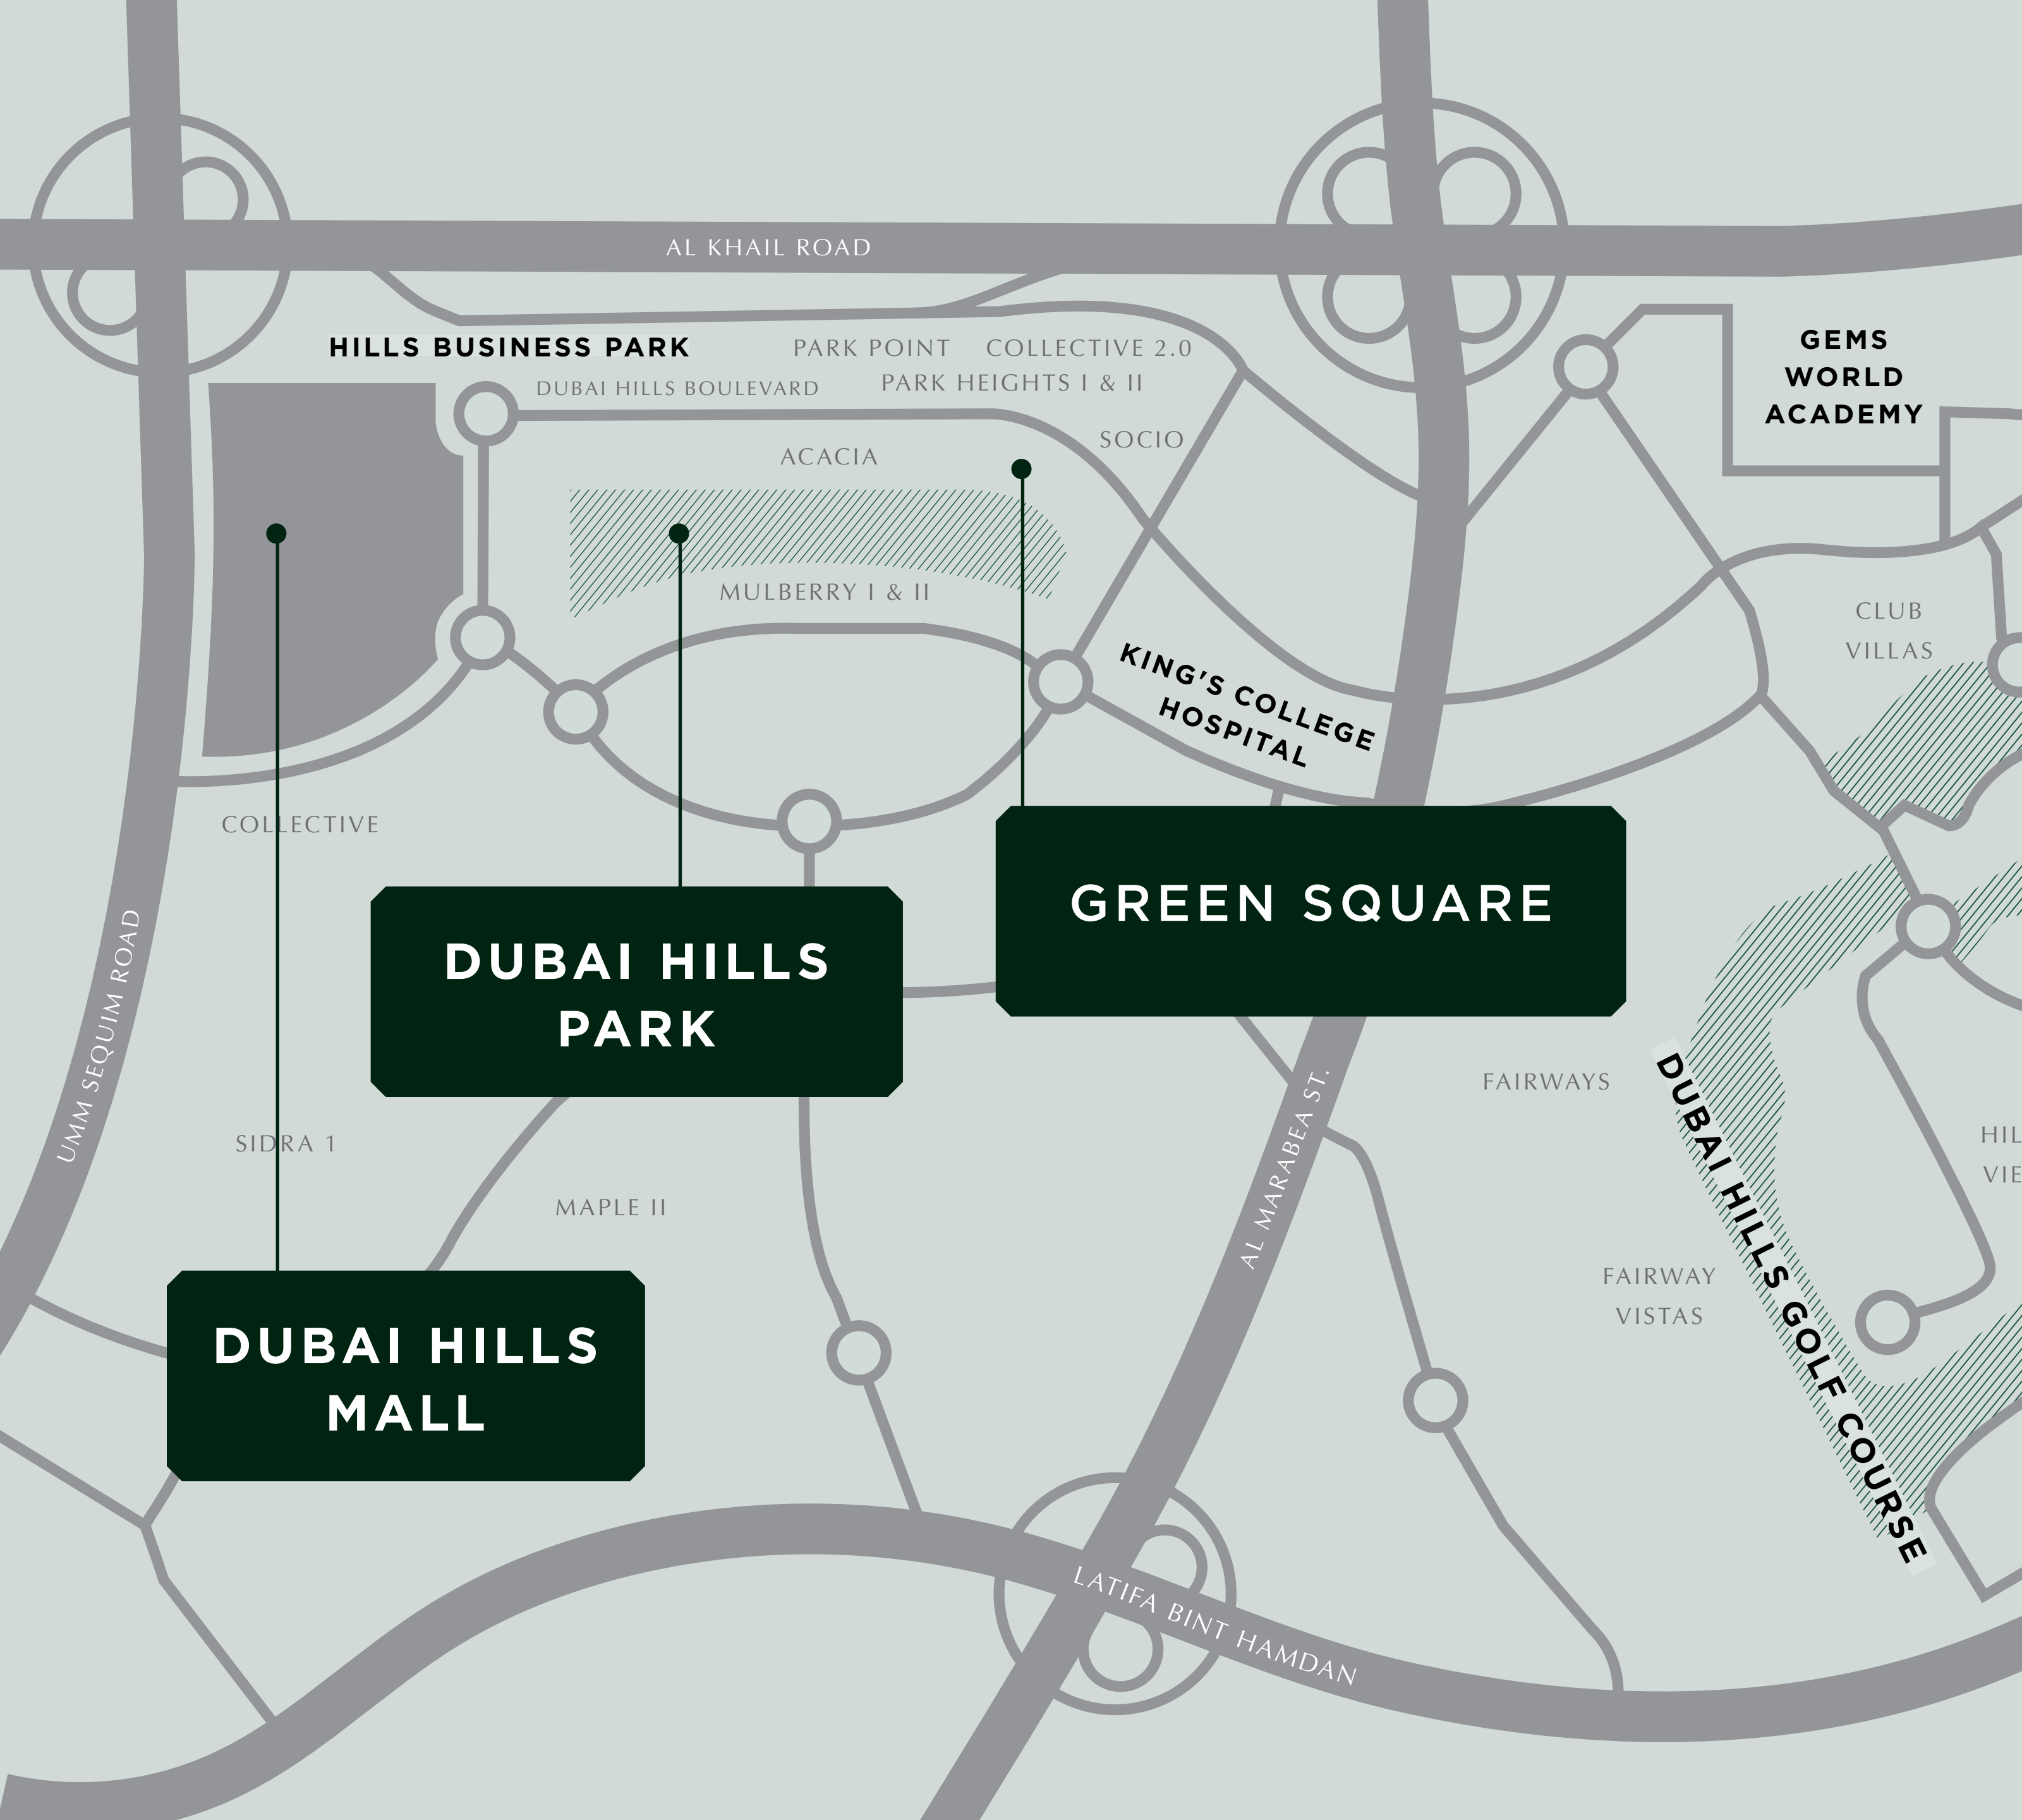 AL KHAIL ROAD
HILLS BUSINESS PARK
PARK POINT
COLLECTIVE 2.0
DUBAI HILLS BOULEVARD
PARK HEIGHTS I & II
GEMS
WORLD
ACADEMY
SOCIO
ACACIA
MULBERRY I & II
CLUB
VILLAS
KING'S COLLEGE
HOSPITAL
COLLECTIVE
GREEN SQUARE
DUBAI HILLS
PARK
UMM SEQUIM ROAD
SIDRA 1
MAPLE II
AL MARABEA ST.
FAIRWAYS
HIL
VIE
DUBAI HILLS GOLF COURSE
FAIRWAY
VISTAS
DUBAI HILLS
MALL
LATIFA BINT HAMDAN